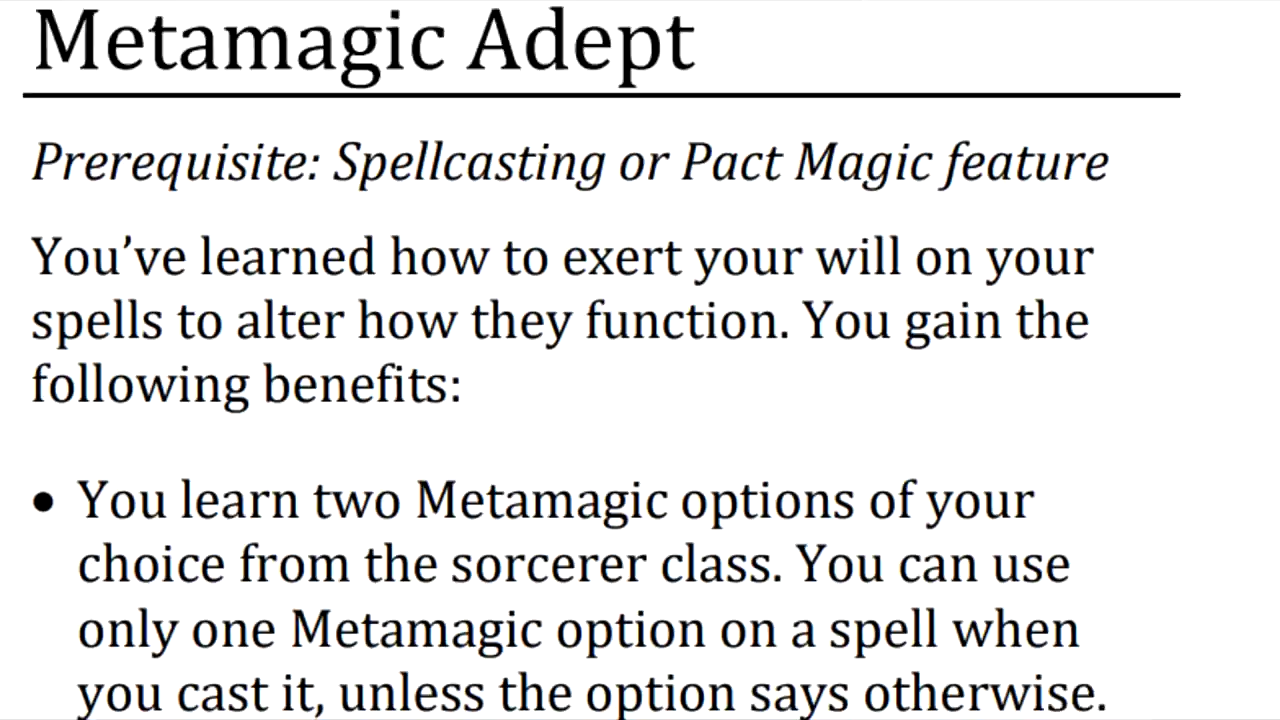 Metamagic Adept
Prerequisite: Spellcasting or Pact Magic feature
You’ve learned how to exert your will on your
spells to alter how they function. You gain the
following benefits:
• You learn two Metamagic options of your
choice from the sorcerer class. You can use
only one Metamagic option on a spell when
you cast it, unless the option says otherwise.